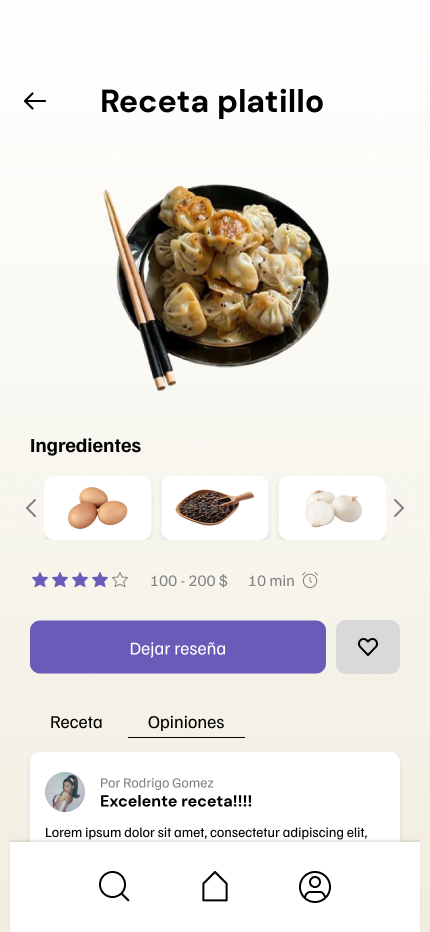 Receta platillo
Ingredientes
100 - 200 $ 10 min
Dejar reseña
Receta Opiniones
Por Rodrigo Gomez
Excelente receta!!!!
Lorem ipsum dolor sit amet, consectetur adipiscing elit,